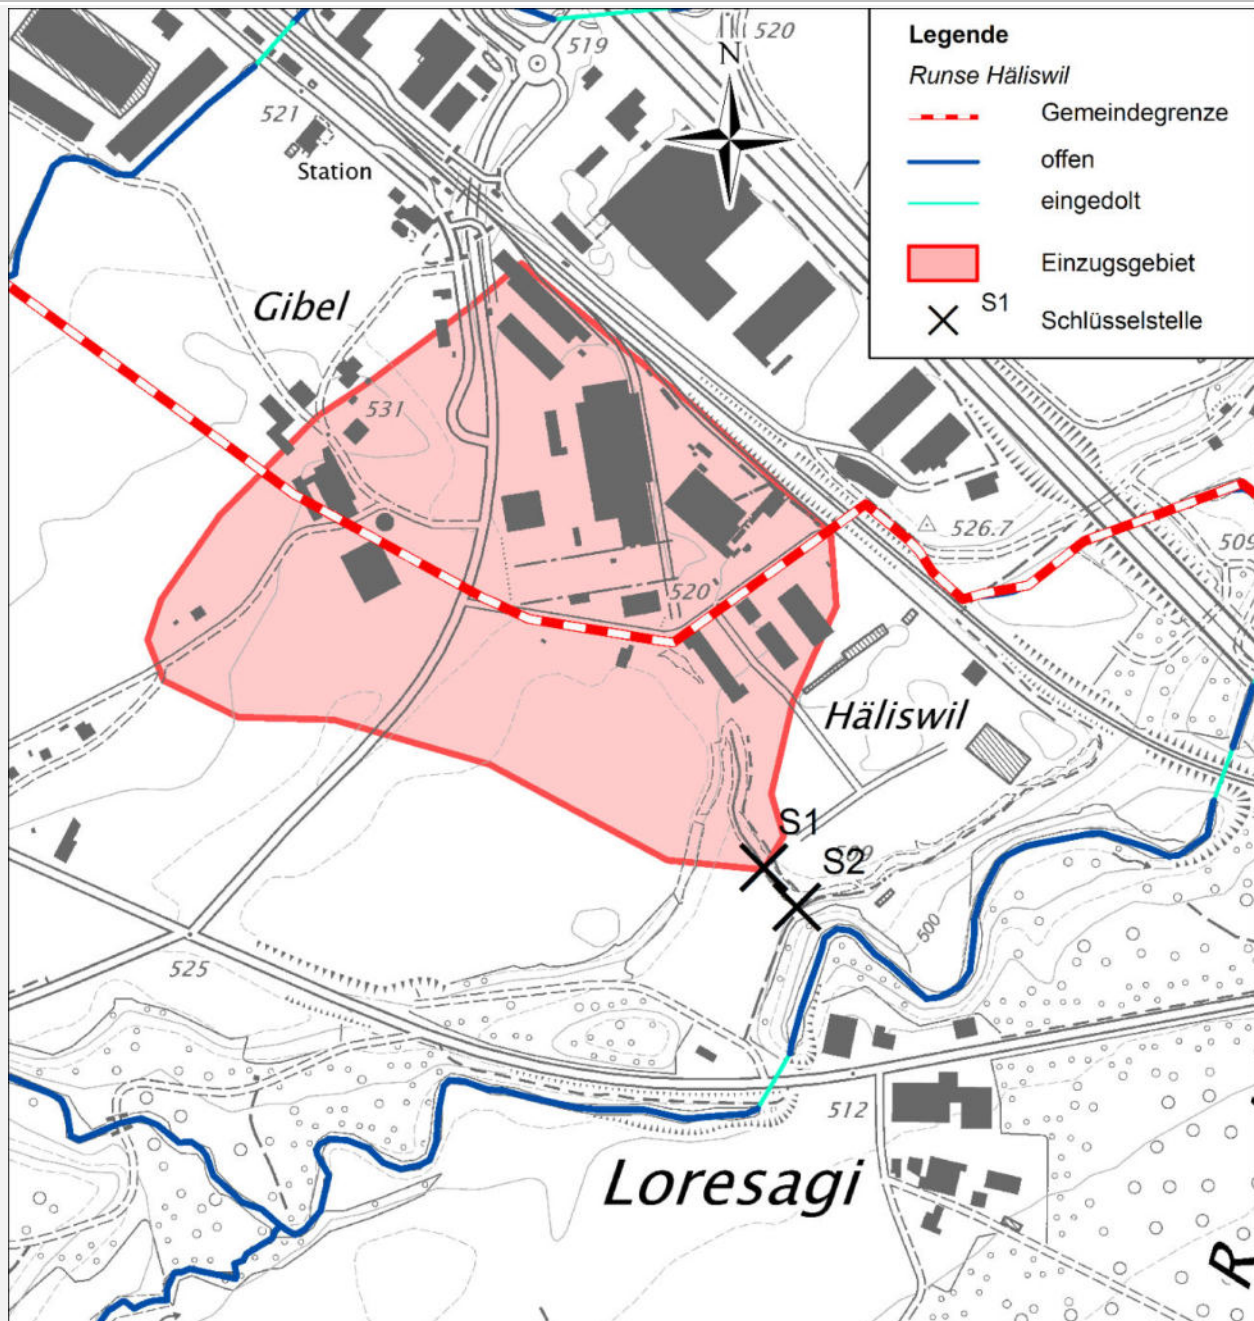 519
520
N
521
Station
Legende
Runse Häliswil
Gemeindegrenze
offen
eingedolt
Einzugsgebiet
S1
Schlüsselstelle
Gibel
531
526.7
509
520
Häliswil
S1
S2
500
525
512
Loresagi
R